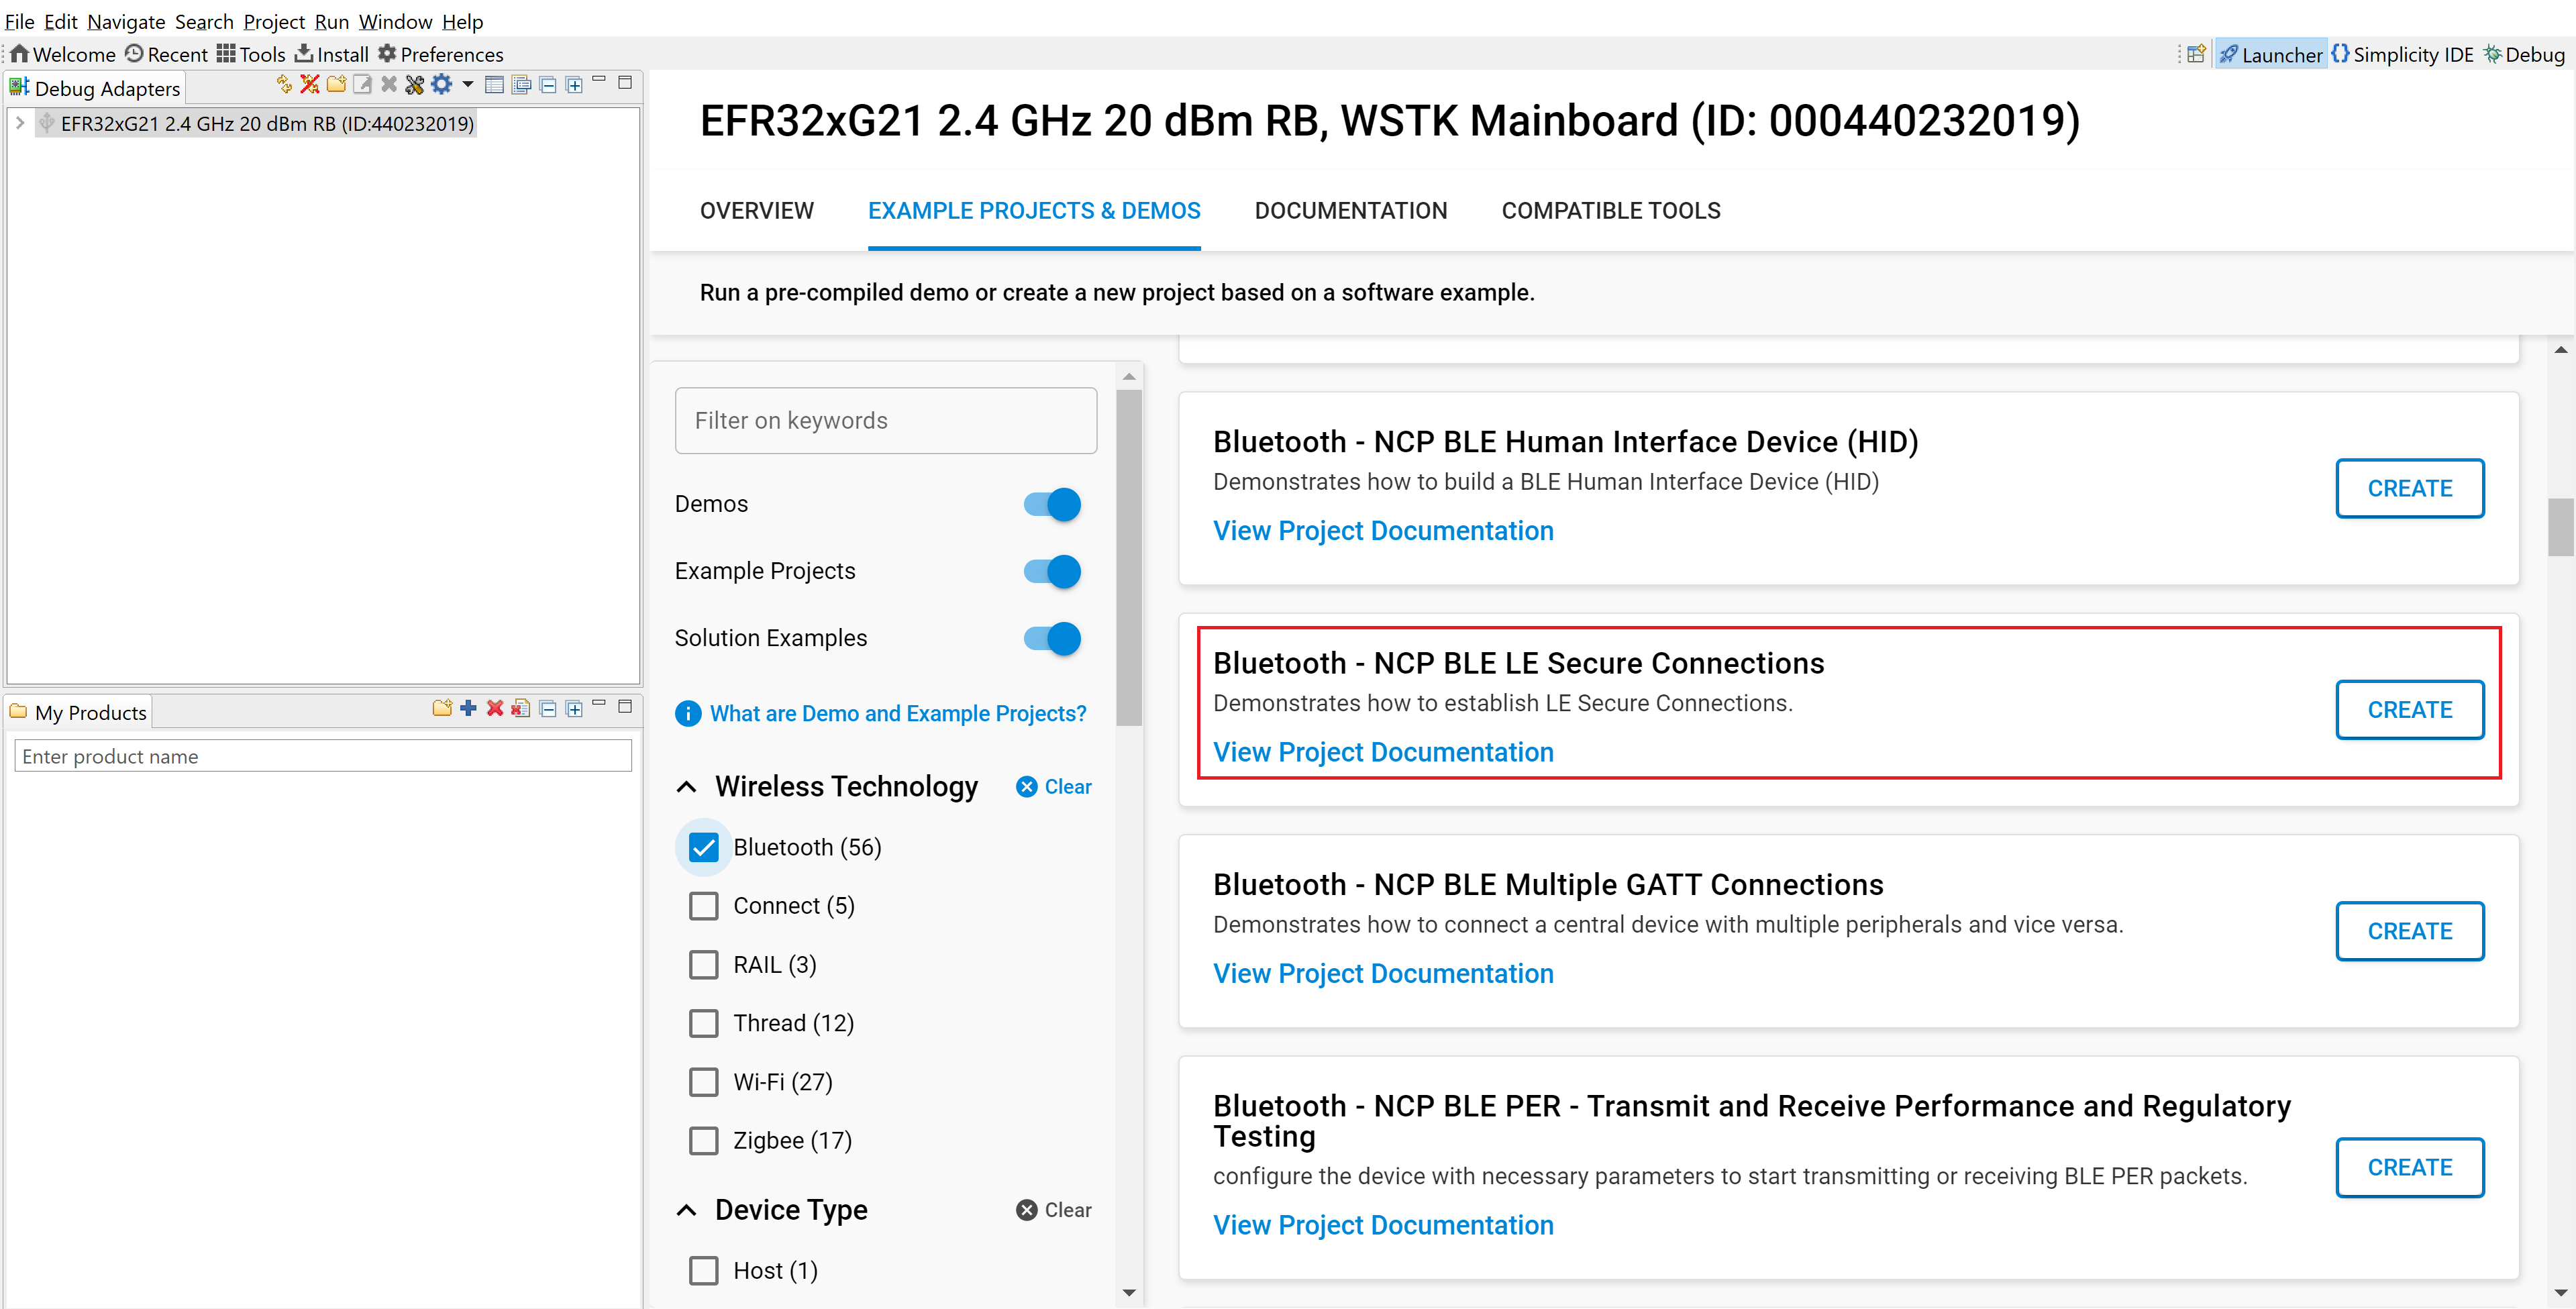 File Edit Navigate Search Project Run Window Help
Welcome Recent Tools Install Preferences
Launcher Simplicity IDE Debug
Debug Adapters
EFR32xG21 2.4 GHz 20 dBm RB (ID:440232019)
My Products
Enter product name
EFR32xG21 2.4 GHz 20 dBm RB, WSTK Mainboard (ID: 000440232019)
OVERVIEW EXAMPLE PROJECTS & DEMOS DOCUMENTATION COMPATIBLE TOOLS
Run a pre-compiled demo or create a new project based on a software example.
Filter on keywords
Demos
Example Projects
Solution Examples
What are Demo and Example Projects?
Wireless Technology Clear
Bluetooth (56)
Connect (5)
RAIL (3)
Thread (12)
Wi-Fi (27)
Zigbee (17)
Device Type Clear
Host (1)
Bluetooth - NCP BLE Human Interface Device (HID)
Demonstrates how to build a BLE Human Interface Device (HID)
View Project Documentation
CREATE
Bluetooth - NCP BLE LE Secure Connections
Demonstrates how to establish LE Secure Connections.
View Project Documentation
CREATE
Bluetooth - NCP BLE Multiple GATT Connections
Demonstrates how to connect a central device with multiple peripherals and vice versa.
View Project Documentation
CREATE
Bluetooth - NCP BLE PER - Transmit and Receive Performance and Regulatory
Testing
configure the device with necessary parameters to start transmitting or receiving BLE PER packets.
View Project Documentation
CREATE